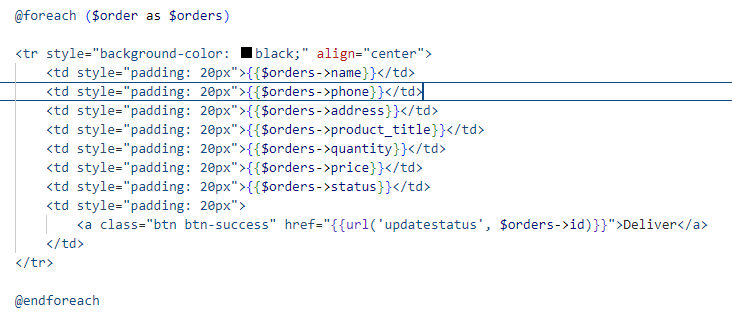 @foreach ($order as $orders)
<tr style="background-color: black;" align="center">
<td style="padding: 20px">{{$orders->name}}</td>
<td style="padding: 20px">{{$orders->phone}}</td>
<td style="padding: 20px">{{$orders->address}}</td>
<td style="padding: 20px">{{$orders->product_title}}</td>
<td style="padding: 20px">{{$orders->quantity}}</td>
<td style="padding: 20px">{{$orders->price}}</td>
<td style="padding: 20px">{{$orders->status}}</td>
<td style="padding: 20px">
<a class="btn btn-success" href="{{url('updatestatus', $orders->id)}}">Deliver</a>
</td>
</tr>
@endforeach